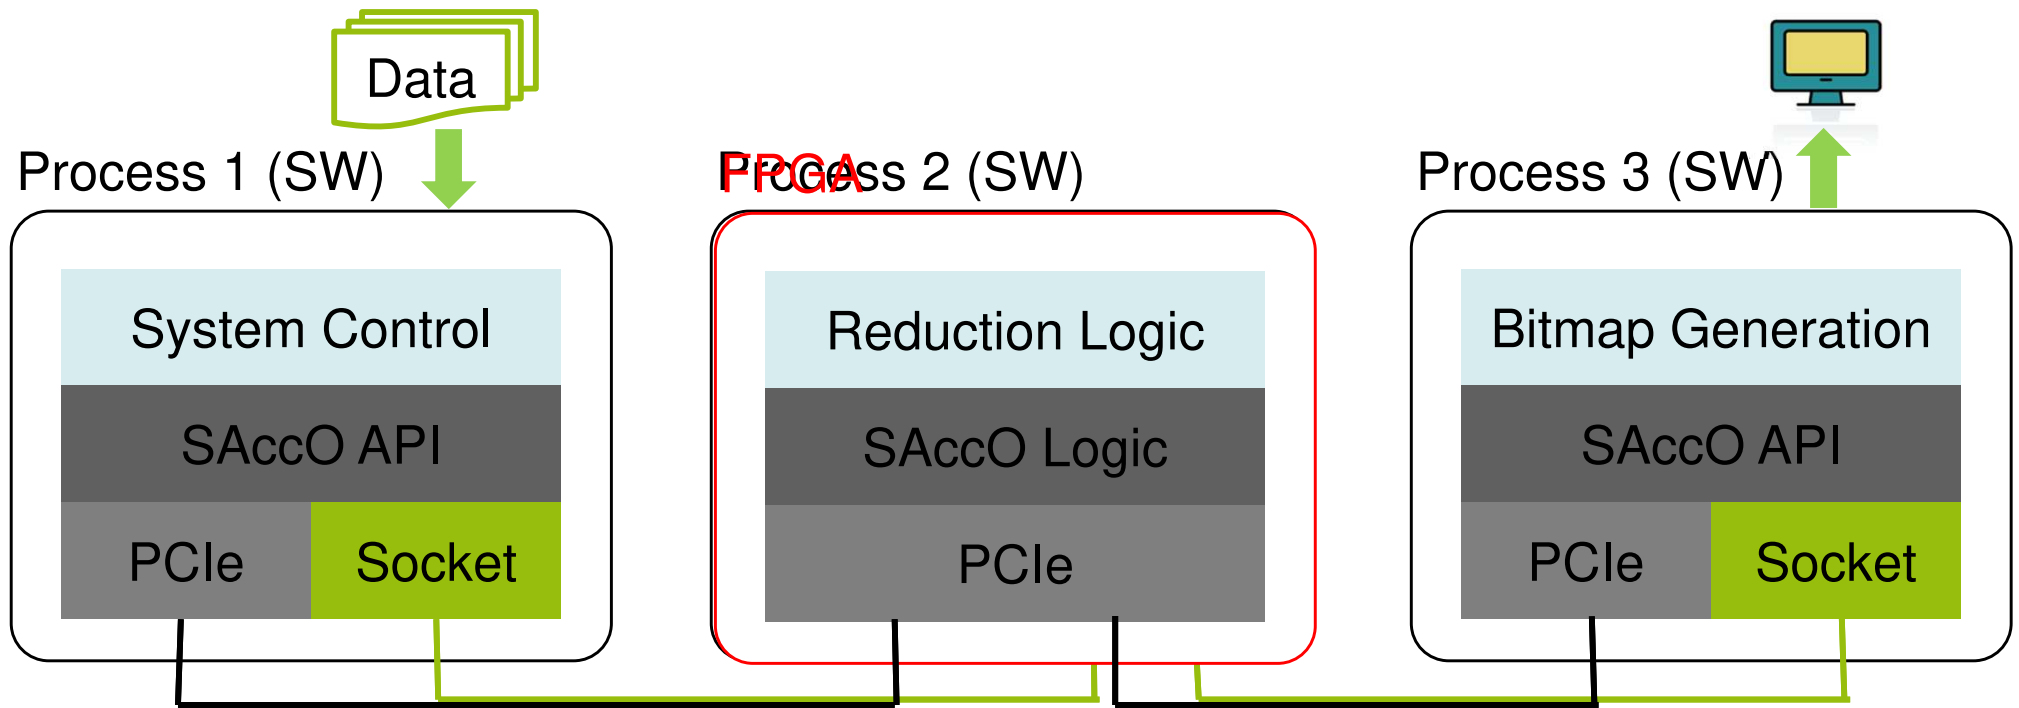 Data
Process 1 (SW)
Process 2 (SW)
FPGA
Process 3 (SW)
System Control
Reduction Logic
Bitmap Generation
SAccO API
SAccO Logic
SAccO API
PCIe
Socket
PCIe
PCIe
Socket